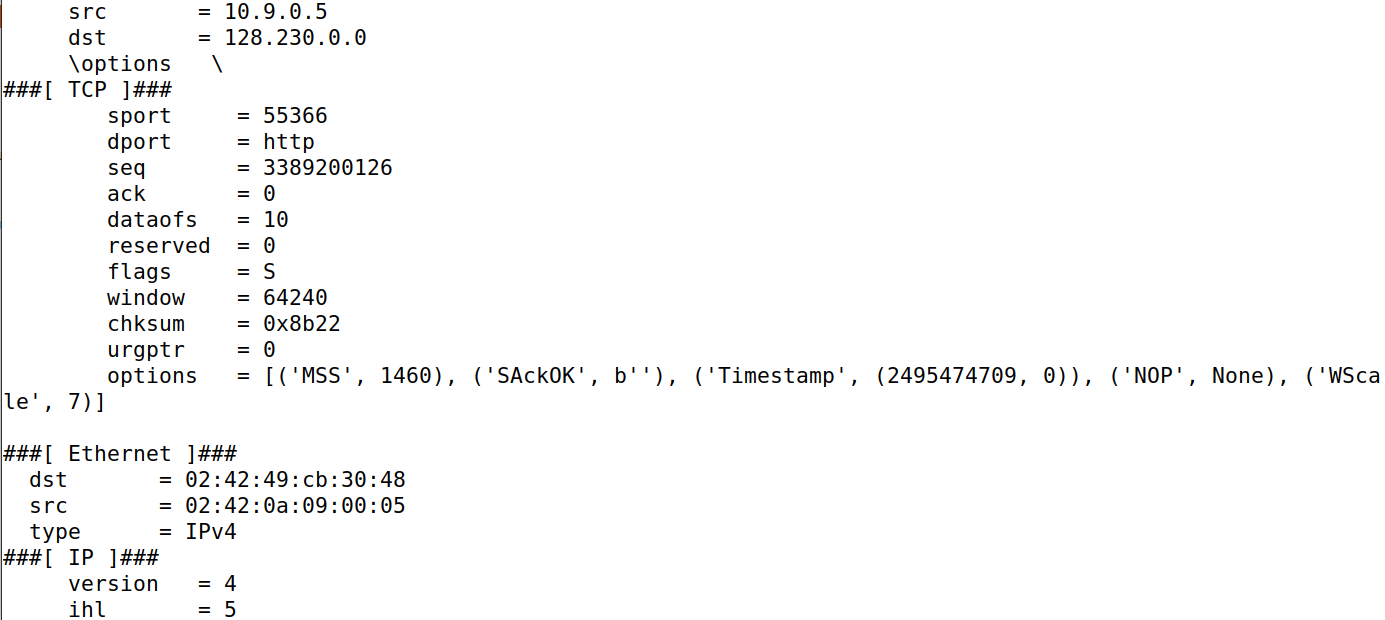 src       = 10.9.0.5
dst       = 128.230.0.0
\options   \
###[ TCP ]###
sport     = 55366
dport     = http
seq       = 3389200126
ack       = 0
dataofs   = 10
reserved  = 0
flags     = S
window    = 64240
chksum    = 0x8b22
urgptr    = 0
options   = [('MSS', 1460), ('SAckOK', b''), ('Timestamp', (2495474709, 0)), ('NOP', None), ('WSca
le', 7)]
###[ Ethernet ]###
dst       = 02:42:49:cb:30:48
src       = 02:42:0a:09:00:05
type      = IPv4
###[ IP ]###
version   = 4
ihl       = 5